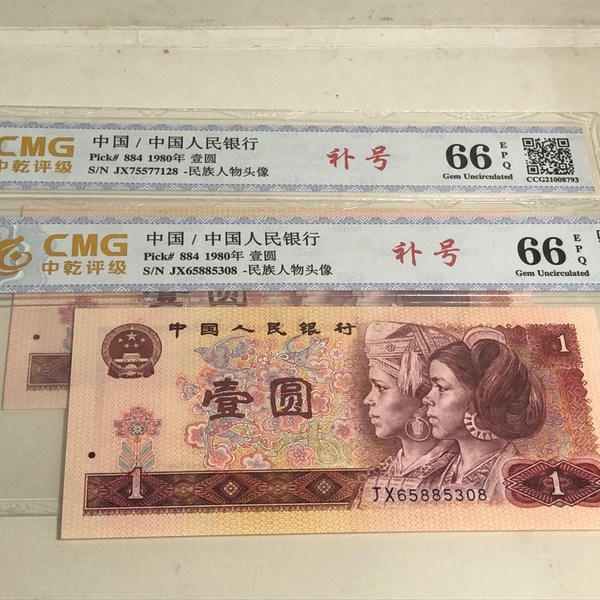 CMG
中乾评级
中国 / 中国人民银行
Pick# 884 1980年 壹圆
S/N JX75577128 -民族人物头像
补号
66
EPQ
Gem Uncirculated
CCG21008793
CMG
中乾评级
中国 / 中国人民银行
Pick# 884 1980年 壹圆
S/N JX65885308 -民族人物头像
补号
66
EPQ
Gem Uncirculated
壹圆
中国人民银行
1
壹圆
1
JX65885308
1